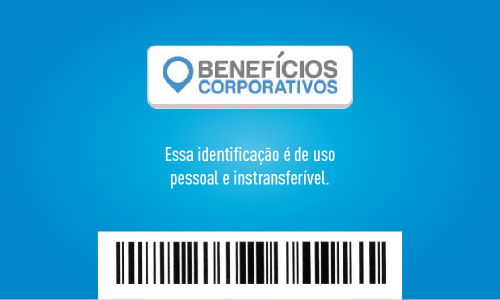 BENEFÍCIOS
CORPORATIVOS
Essa identificação é de uso
pessoal e instransferível.